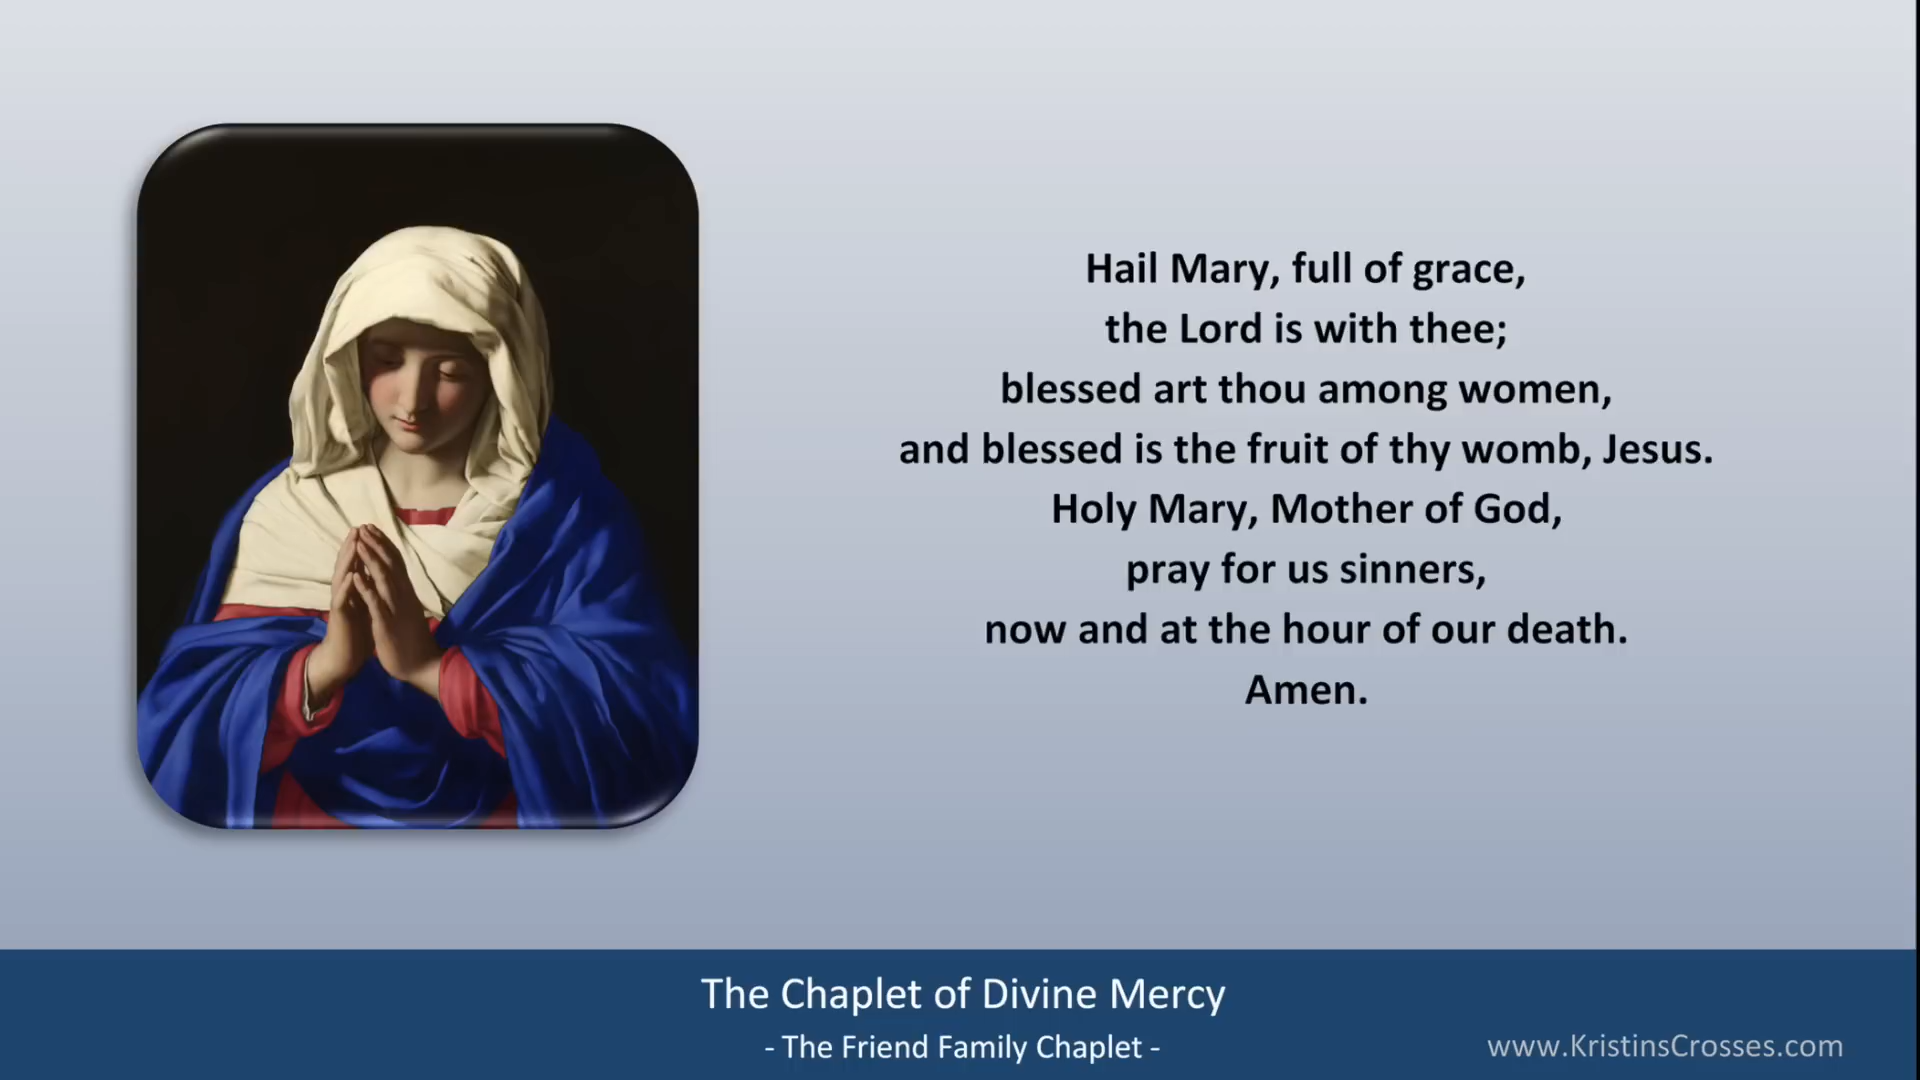 Hail Mary, full of grace,
the Lord is with thee;
blessed art thou among women,
and blessed is the fruit of thy womb, Jesus.
Holy Mary, Mother of God,
pray for us sinners,
now and at the hour of our death.
Amen.
The Chaplet of Divine Mercy
- The Friend Family Chaplet -
www.KristinsCrosses.com